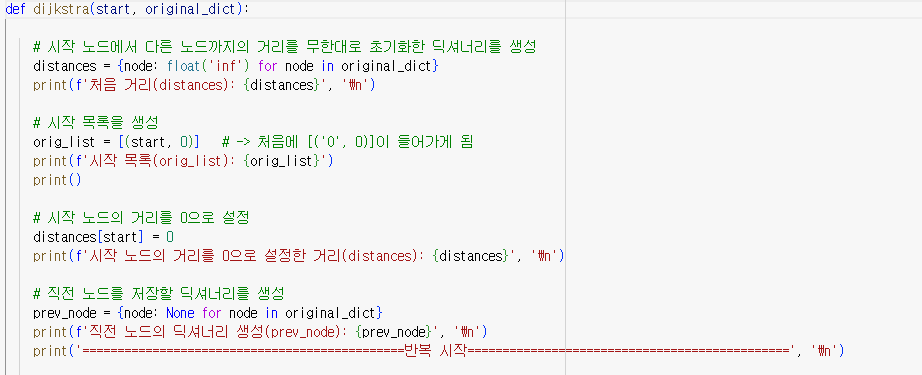 def dijkstra(start, original_dict):
# 시작 노드에서 다른 노드까지의 거리를 무한대로 초기화한 딕셔너리를 생성
distances = {node: float('inf') for node in original_dict}
print(f'처음 거리(distances): {distances}', '₩n')
# 시작 목록을 생성
orig_list = [(start, 0)]   # -> 처음에 [('0', 0)]이 들어가게 됨
print(f'시작 목록(orig_list): {orig_list}')
print()
# 시작 노드의 거리를 0으로 설정
distances[start] = 0
print(f'시작 노드의 거리를 0으로 설정한 거리(distances): {distances}', '₩n')
# 직전 노드를 저장할 딕셔너리를 생성
prev_node = {node: None for node in original_dict}
print(f'직전 노드의 딕셔너리 생성(prev_node): {prev_node}', '₩n')
print('==============================================반복 시작==============================================', '₩n')